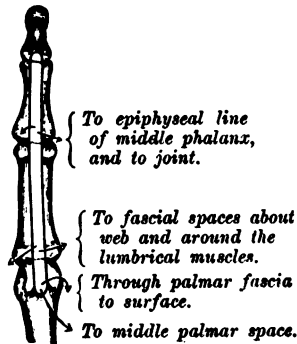 To epiphyseal line
of middle phalanx,
and to joint.
To fascial spaces about
web and around the
lumbrical muscles.
Through palmar fascia
to surface.
To middle palmar space.